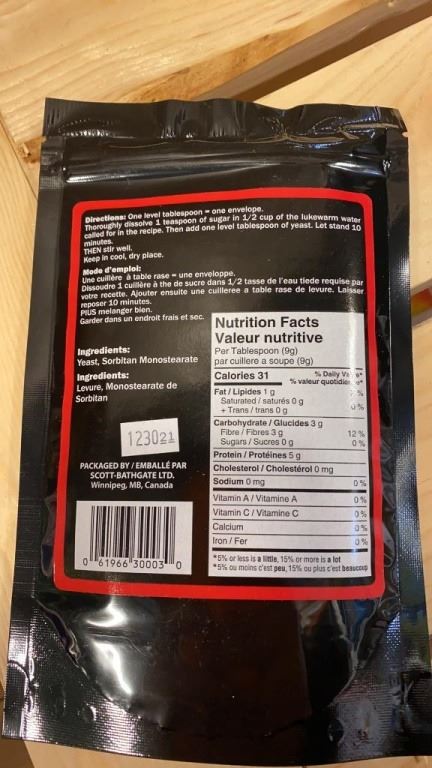 Directions: One level tablespoon = one envelope.
Thoroughly dissolve 1 teaspoon of sugar in 1/2 cup of the lukewarm water
called for in the recipe. Then add one level tablespoon of yeast. Let stand 10
minutes.
THEN stir well.
Keep in cool, dry place.
Mode d'emploi:
Une cuillère à table rase = une enveloppe.
Dissoudre 1 cuillère à thé de sucre dans 1/2 tasse de l'eau tiede requise par
votre recette. Ajouter ensuite une cuilleree a table rase de levure. Laisser
reposer 10 minutes.
PIUS melanger bien.
Garder dans un endroit frais et sec.
Ingredients:
Yeast, Sorbitan Monostearate
Ingredients:
Levure, Monostearate de
Sorbitan
123021
PACKAGED BY / EMBALLÉ PAR
SCOTT-BATHGATE LTD.
Winnipeg, MB, Canada
0 61966 30003 0
Nutrition Facts
Valeur nutritive
Per Tablespoon (9g)
par cuillere a soupe (9g)
Calories 31
% Daily
% valeur
Fat / Lipides 1 g
Saturated / saturés 0 g
+ Trans / trans 0 g
Carbohydrate / Glucides 3 g
Fibre / Fibres 3 g 12 %
Sugars / Sucres 0 g 0 %
Protein / Protéines 5 g
Cholesterol / Cholestérol 0 mg
Sodium 0 mg 0 %
Vitamin A / Vitamine A 0 %
Vitamin C / Vitamine C 0 %
Calcium 0 %
Iron / Fer 0 %
*5% or less is a little, 15% or more is a lot
*5% ou moins c'est peu, 15% ou plus c'est beaucoup